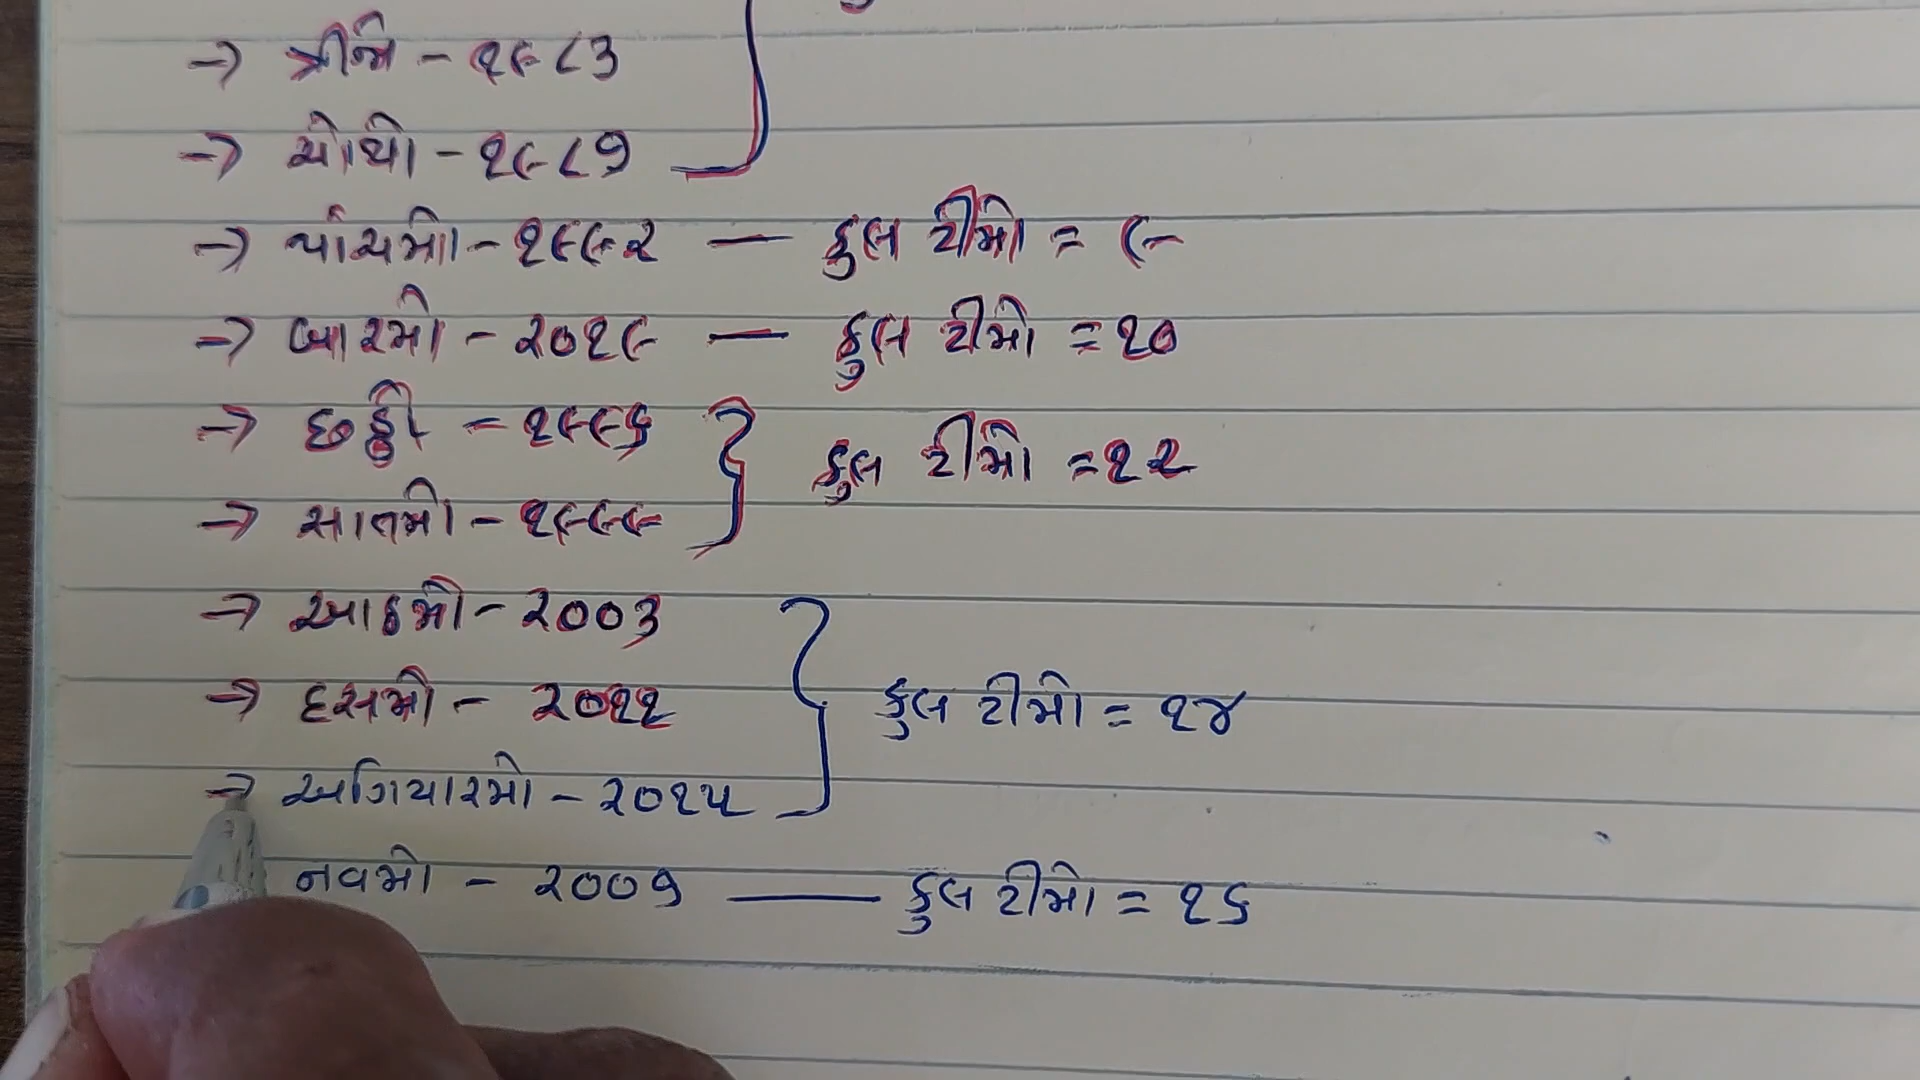 → ત્રીજો - ૧૯૮૩
→ ચોથો - ૧૯૮૭
→ પાંચમો - ૧૯૯૨ — કુલ ટીમો = ૯
→ બારમો - ૨૦૧૯ — કુલ ટીમો = ૧૦
→ છઠ્ઠો - ૧૯૯૬
કુલ ટીમો = ૧૨
→ સાતમો - ૧૯૯૯
→ આઠમો - ૨૦૦૩
→ દસમો - ૨૦૧૧
કુલ ટીમો = ૧૪
→ અગિયારમો - ૨૦૧૫
નવમો - ૨૦૦૭ — કુલ ટીમો = ૧૬